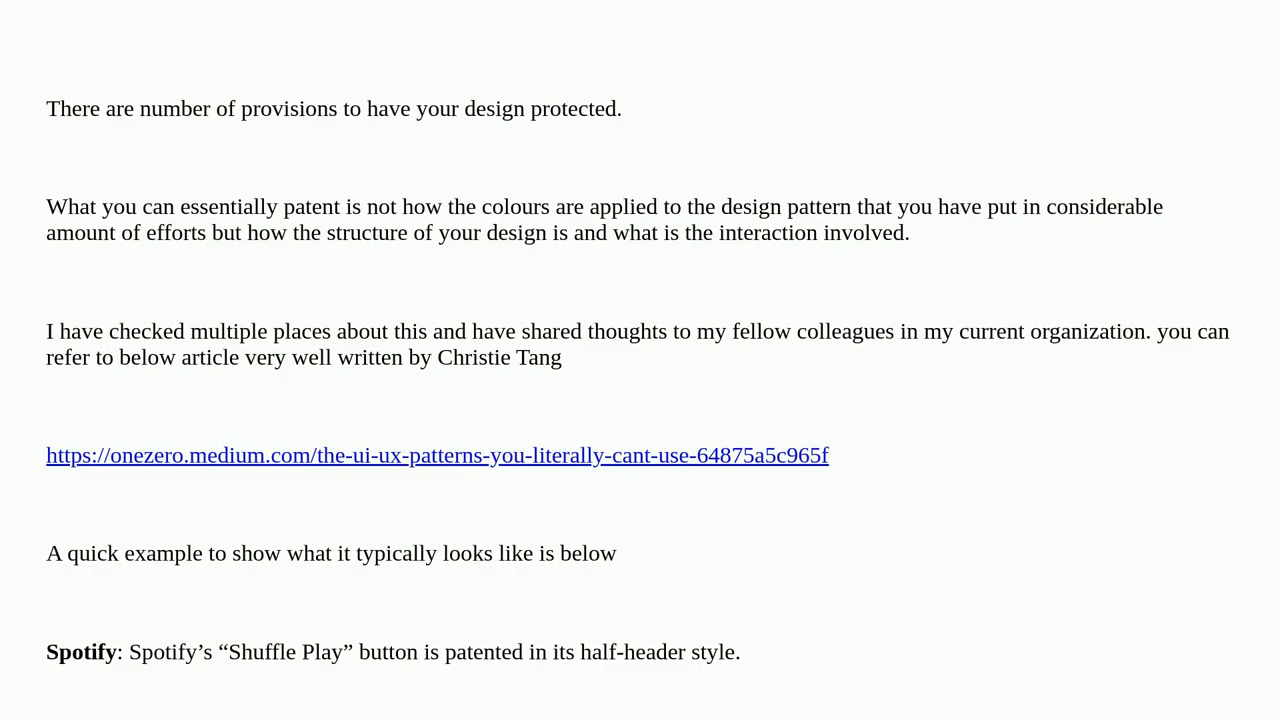 There are number of provisions to have your design protected.
What you can essentially patent is not how the colours are applied to the design pattern that you have put in considerable
amount of efforts but how the structure of your design is and what is the interaction involved.
I have checked multiple places about this and have shared thoughts to my fellow colleagues in my current organization. you can
refer to below article very well written by Christie Tang
https://onezero.medium.com/the-ui-ux-patterns-you-literally-cant-use-64875a5c965f
A quick example to show what it typically looks like is below
Spotify: Spotify’s “Shuffle Play” button is patented in its half-header style.